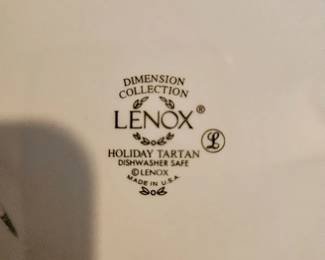 DIMENSION
COLLECTION
LENOX®
L
HOLIDAY TARTAN
DISHWASHER SAFE
©LENOX
MADE IN U.S.A.